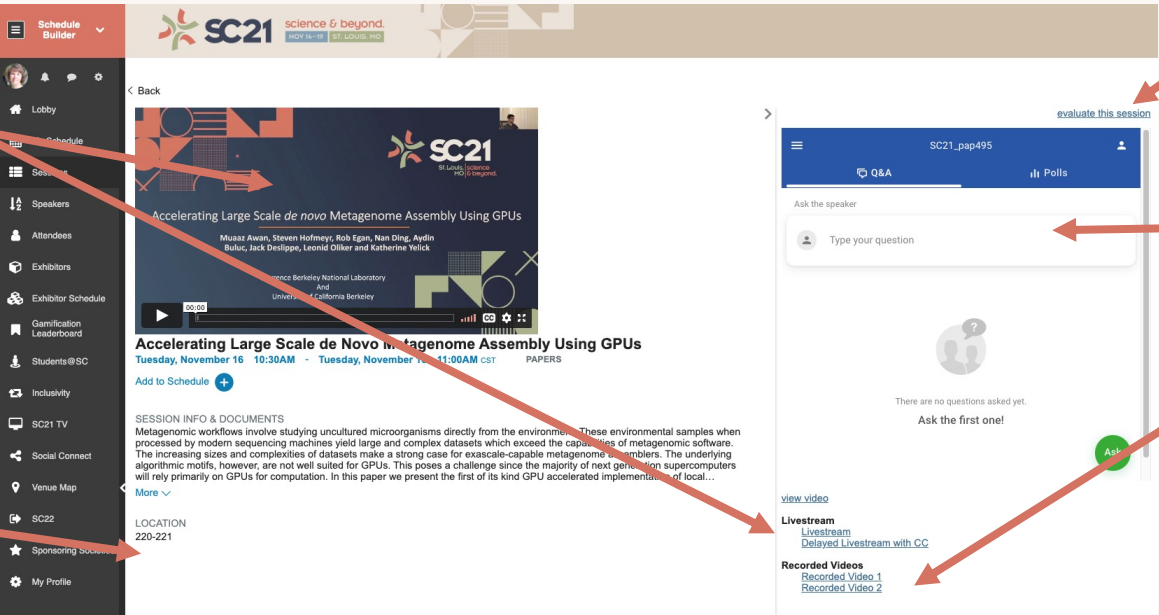 Schedule
Builder
SC21
science & beyond.
NOV 14-19 ST. LOUIS, MO
Lobby
Schedule
Sessions
Speakers
Attendees
Exhibitors
Exhibitor Schedule
Gamification
Leaderboard
Students@SC
Inclusivity
SC21 TV
Social Connect
Venue Map
SC22
Sponsoring
My Profile
< Back
SC21
St. Louis, science
MO & beyond.
Accelerating Large Scale de novo Metagenome Assembly Using GPUs
Muaaz Awan, Steven Hofmeyr, Rob Egan, Nan Ding, Aydin
Buluc, Jack Deslippe, Leonid Oliker and Katherine Yelick
Berkeley National Laboratory
And
University of California Berkeley
00:00
CC
Accelerating Large Scale de Novo Metagenome Assembly Using GPUs
Tuesday, November 16 10:30AM - Tuesday, November 11:00AM CST PAPERS
Add to Schedule
SESSION INFO & DOCUMENTS
Metagenomic workflows involve studying uncultured microorganisms directly from the environment. These environmental samples when
processed by modern sequencing machines yield large and complex datasets which exceed the capabilities of metagenomic software.
The increasing sizes and complexities of datasets make a strong case for exascale-capable metagenome assemblers. The underlying
algorithmic motifs, however, are not well suited for GPUs. This poses a challenge since the majority of next generation supercomputers
will rely primarily on GPUs for computation. In this paper we present the first of its kind GPU accelerated implementation of local...
More
LOCATION
220-221
evaluate this session
SC21_pap495
Q&A
Polls
Ask the speaker
Type your question
?
There are no questions asked yet.
Ask the first one!
Ask
view video
Livestream
Livestream
Delayed Livestream with CC
Recorded Videos
Recorded Video 1
Recorded Video 2